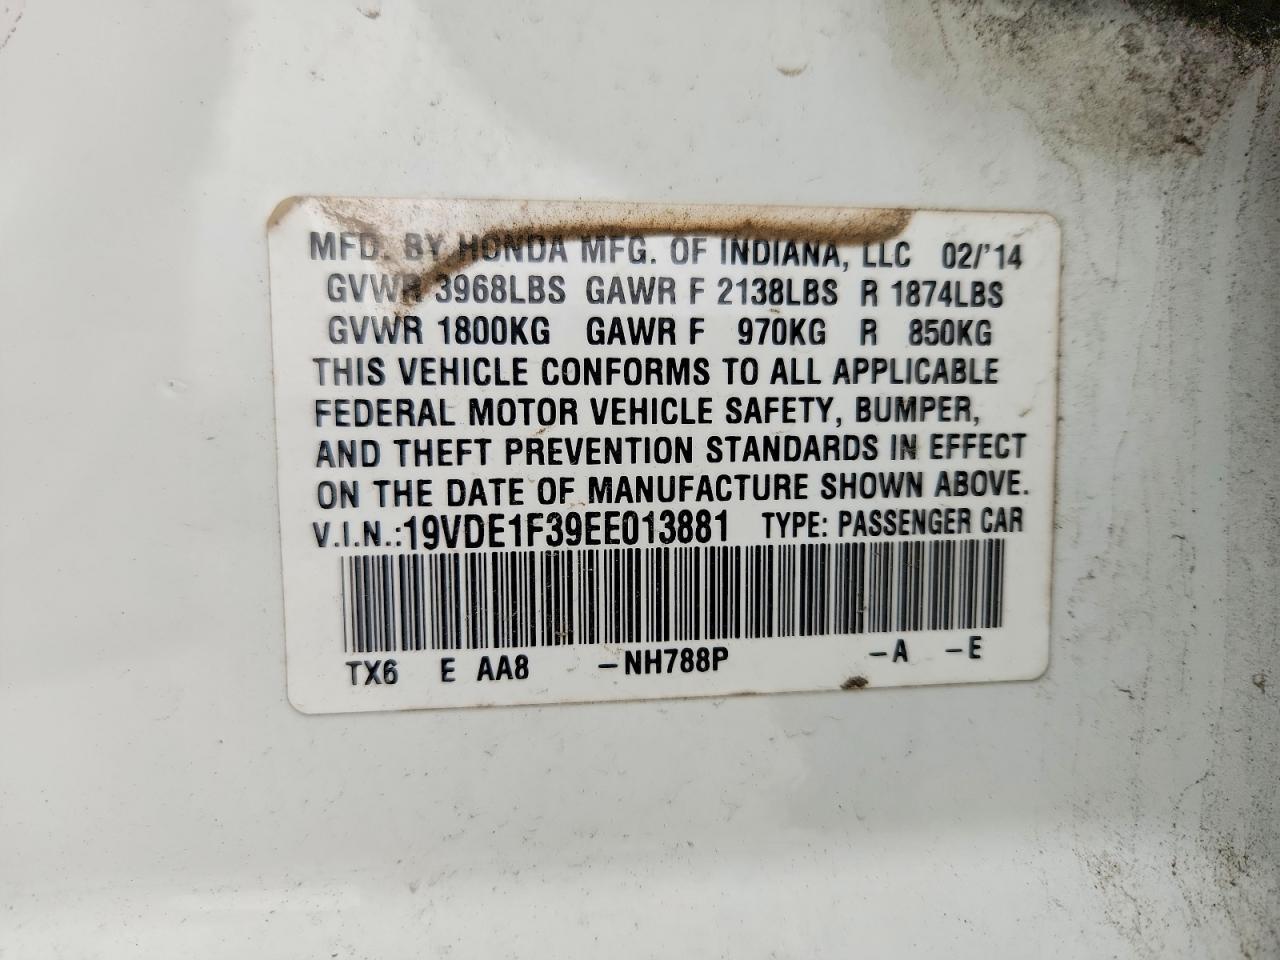 MFD. BY HONDA MFG. OF INDIANA, LLC 02/'14
GVWR 3968LBS GAWR F 2138LBS R 1874LBS
GVWR 1800KG GAWR F 970KG R 850KG
THIS VEHICLE CONFORMS TO ALL APPLICABLE
FEDERAL MOTOR VEHICLE SAFETY, BUMPER,
AND THEFT PREVENTION STANDARDS IN EFFECT
ON THE DATE OF MANUFACTURE SHOWN ABOVE.
V.I.N.:19VDE1F39EE013881 TYPE: PASSENGER CAR
TX6 E AA8 -NH788P -A -E